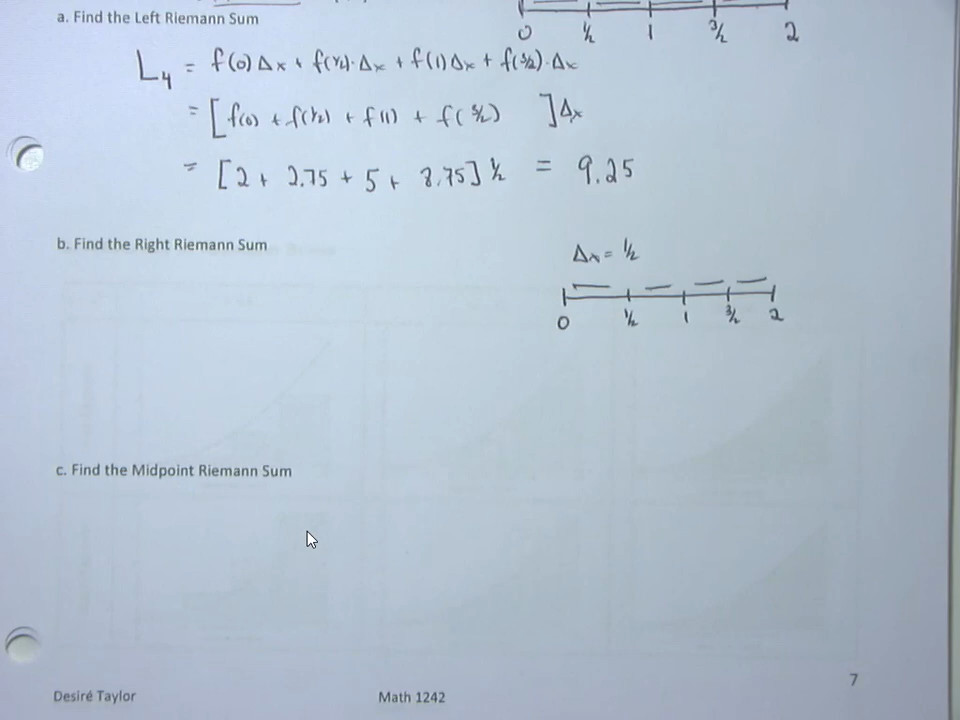 a. Find the Left Riemann Sum
0 ½ 1 3/2 2
L₄ = f(0)Δx + f(½)·Δx + f(1)Δx + f(3/2)·Δx
= [f(0) + f(½) + f(1) + f(3/2) ]Δx
= [2 + 2.75 + 5 + 8.75] ½ = 9.25
b. Find the Right Riemann Sum
Δx = ½
0 ½ 1 3/2 2
c. Find the Midpoint Riemann Sum
7
Desiré Taylor Math 1242